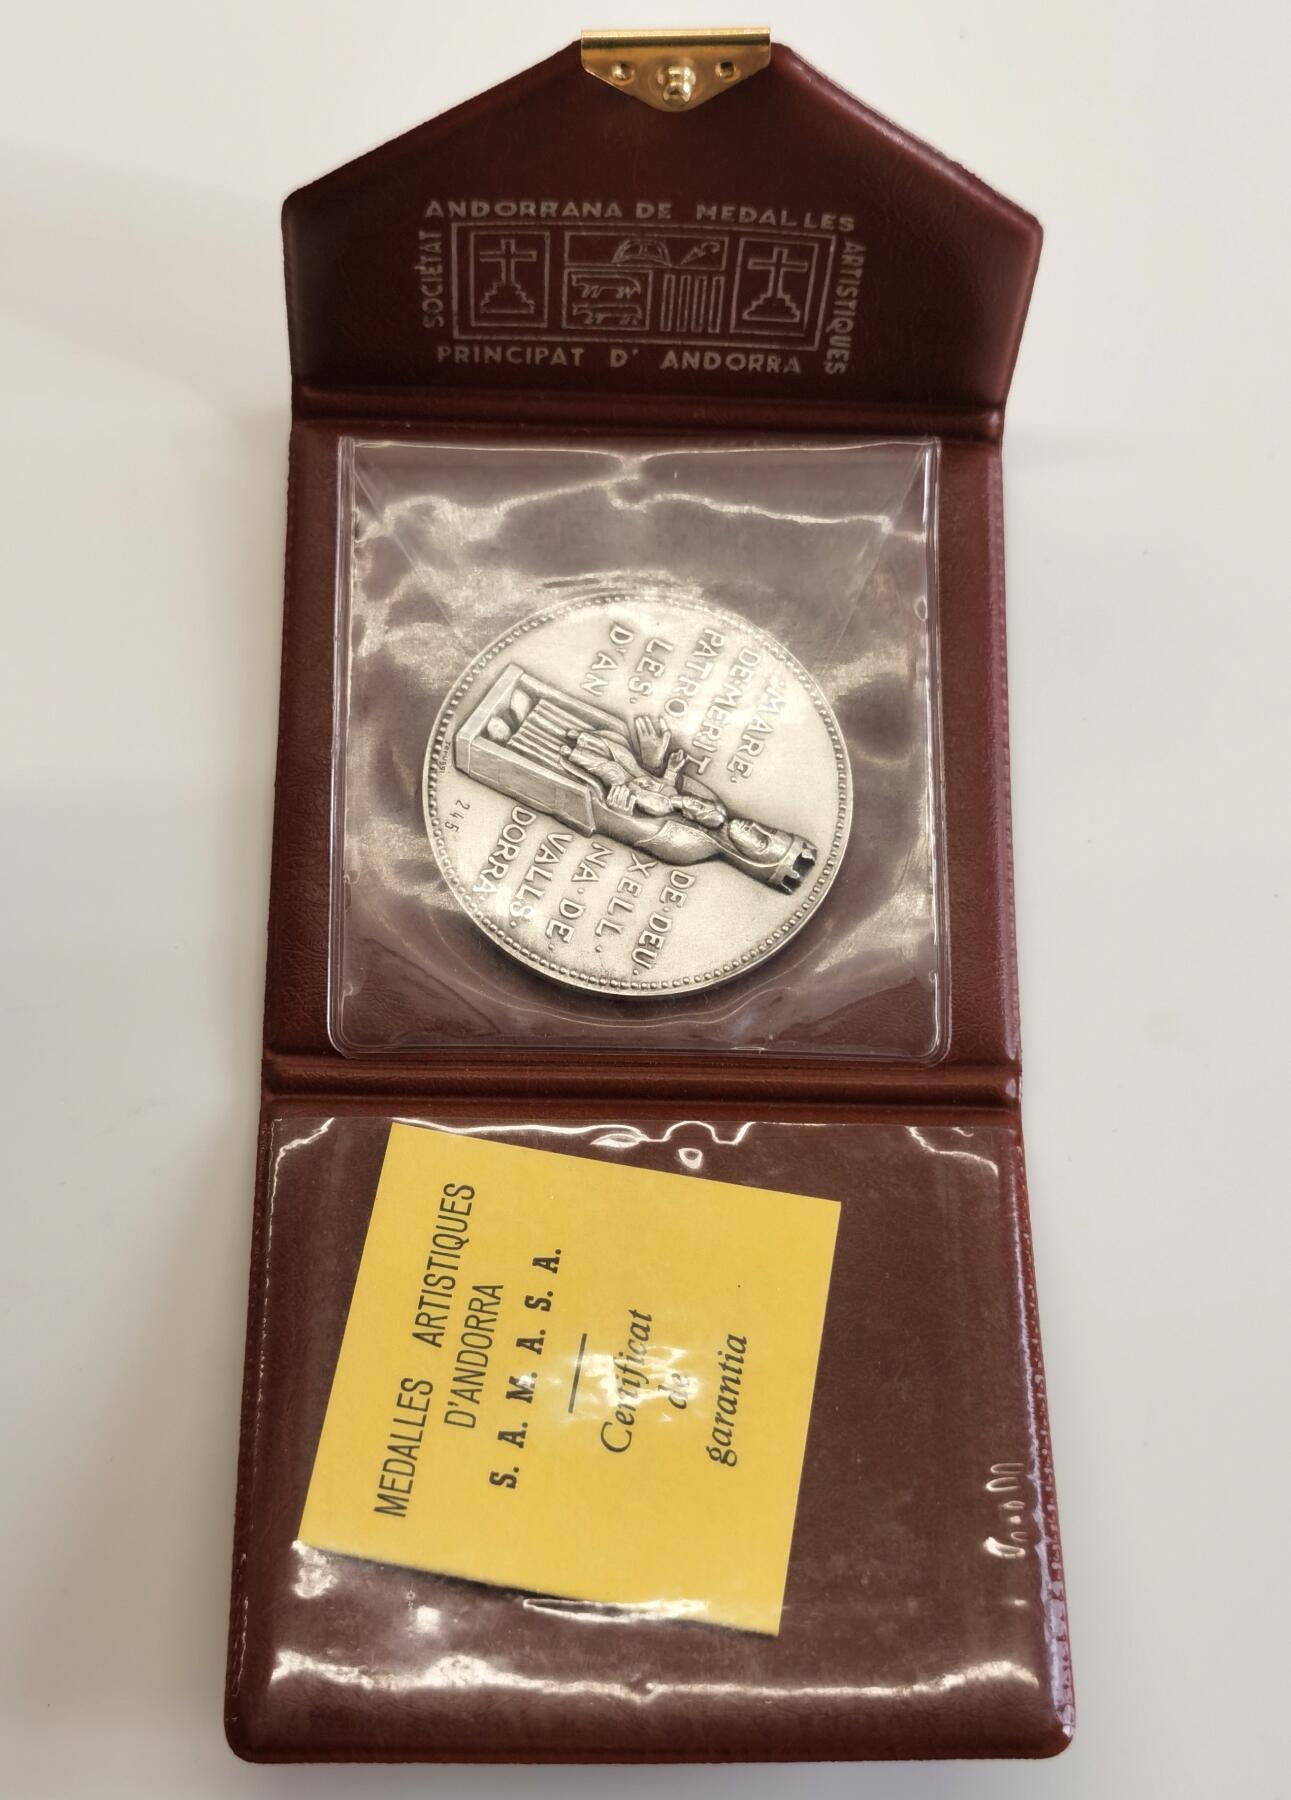 ANDORRANA DE MEDALLES
SOCIÉTAT
ARTISTIQUES
PRINCIPAT D' ANDORRA
·MARE· DE·DEU·
DE·MERIT XELL·
PATRO NA·DE·
LES· VALLS·
D'AN DORRA·
245
MEDALLES ARTISTIQUES
D'ANDORRA
S. A. M. A. S. A.
Certificat
de
garantia